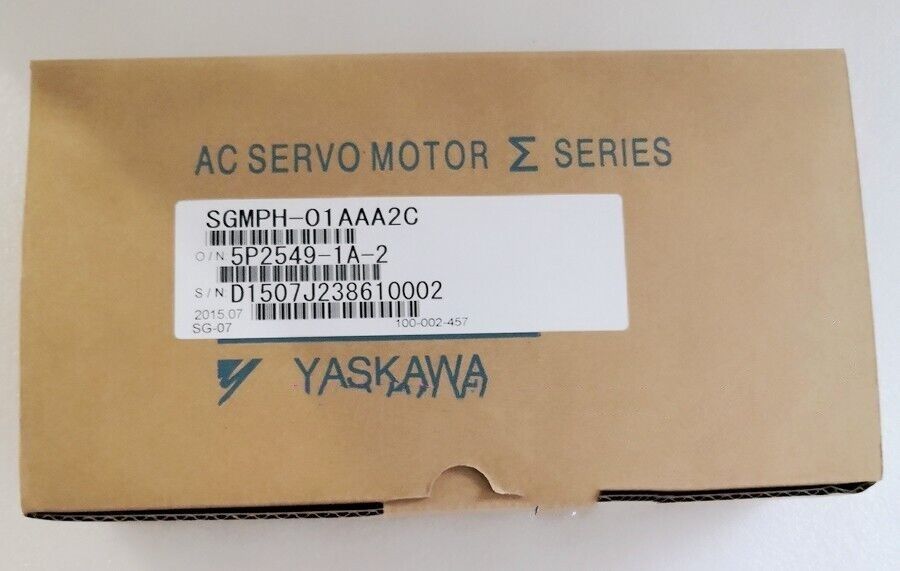 AC SERVO MOTOR Σ SERIES
SGMPH-01AAA2C
O/N 5P2549-1A-2
S/N D1507J238610002
2015.07
SG-07 100-002-457
YASKAWA